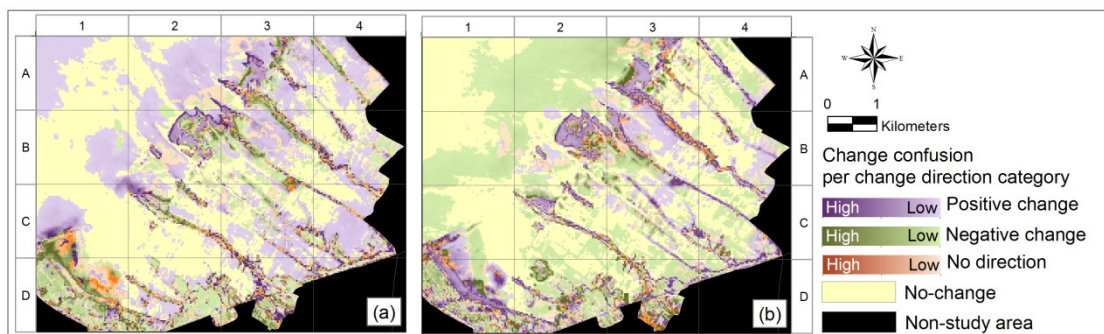 1 2 3 4
1 2 3 4
A
B
C
D
A
B
C
D
(a)
(b)
N
W E
S
0 1
Kilometers
Change confusion
per change direction category
High Low Positive change
High Low Negative change
High Low No direction
No-change
Non-study area